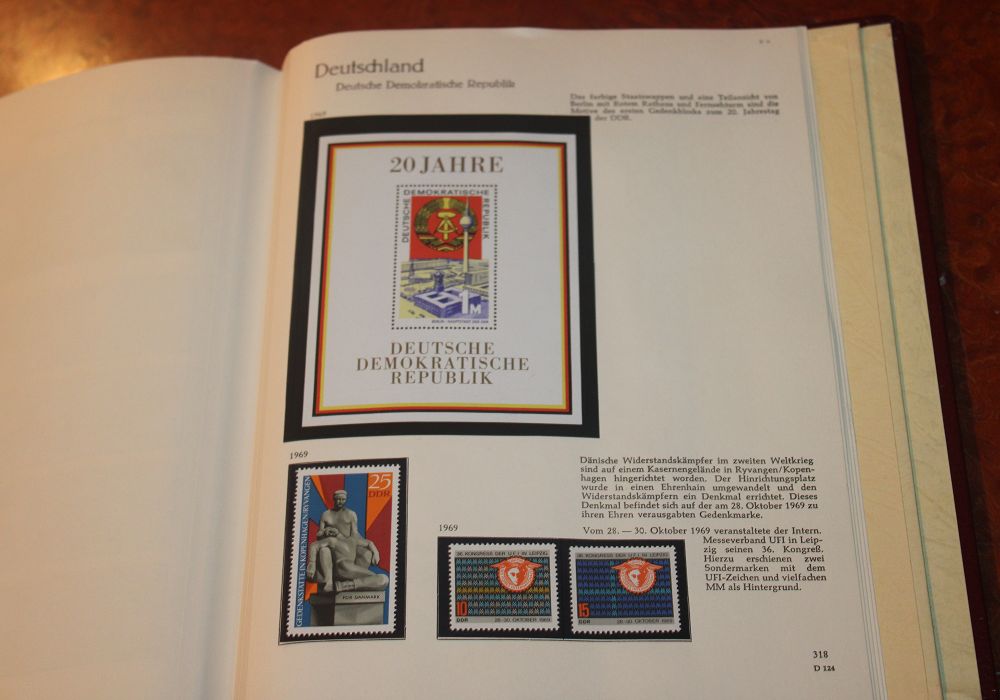 Deutschland
Deutsche Demokratische Republik
Das farbige Staatswappen und eine Teilansicht von
Berlin mit Rotem Rathaus und Fernsehturm sind die
Motive des ersten Gedenkblocks zum 20. Jahrestag
der DDR.
1969
20 JAHRE
DEUTSCHE DEMOKRATISCHE REPUBLIK
1 M
BERLIN · HAUPTSTADT DER DDR
DEUTSCHE
DEMOKRATISCHE
REPUBLIK
1969
GEDENKSTÄTTE IN KOPENHAGEN/RYVANGEN
25
DDR
FOR DANMARK
Dänische Widerstandskämpfer im zweiten Weltkrieg
sind auf einem Kasernengelände in Ryvangen/Kopen-
hagen hingerichtet worden. Der Hinrichtungsplatz
wurde in einen Ehrenhain umgewandelt und den
Widerstandskämpfern ein Denkmal errichtet. Dieses
Denkmal befindet sich auf der am 28. Oktober 1969 zu
ihren Ehren verausgabten Gedenkmarke.
1969
36. KONGRESS DER U.F.I. IN LEIPZIG
10
DDR
28.-30. OKTOBER 1969
36. KONGRESS DER U.F.I. IN LEIPZIG
15
DDR
28.-30. OKTOBER 1969
Vom 28. — 30. Oktober 1969 veranstaltete der Intern.
Messeverband UFI in Leip-
zig seinen 36. Kongreß.
Hierzu erschienen zwei
Sondermarken mit dem
UFI-Zeichen und vielfachen
MM als Hintergrund.
318
D 124